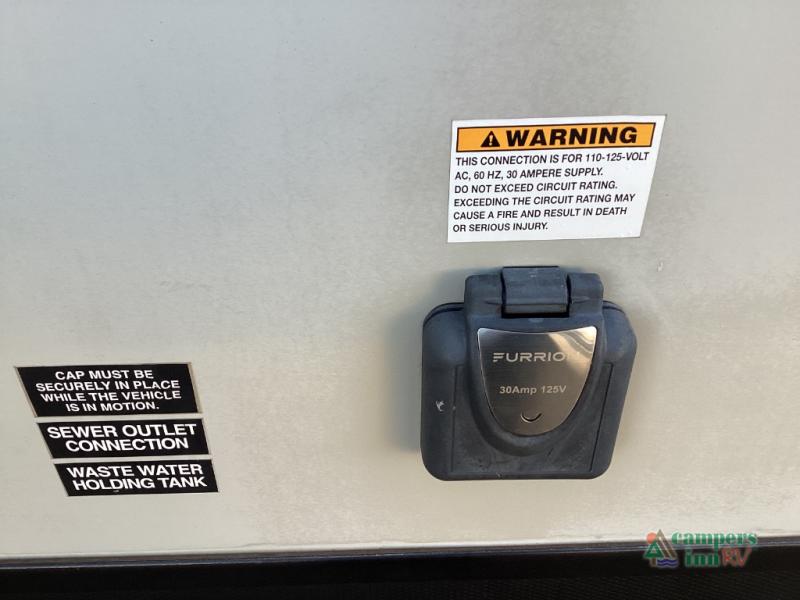 WARNING
THIS CONNECTION IS FOR 110-125-VOLT
AC, 60 HZ, 30 AMPERE SUPPLY.
DO NOT EXCEED CIRCUIT RATING.
EXCEEDING THE CIRCUIT RATING MAY
CAUSE A FIRE AND RESULT IN DEATH
OR SERIOUS INJURY.
FURRION
30Amp 125V
CAP MUST BE
SECURELY IN PLACE
WHILE THE VEHICLE
IS IN MOTION.
SEWER OUTLET
CONNECTION
WASTE WATER
HOLDING TANK
campers
inn RV